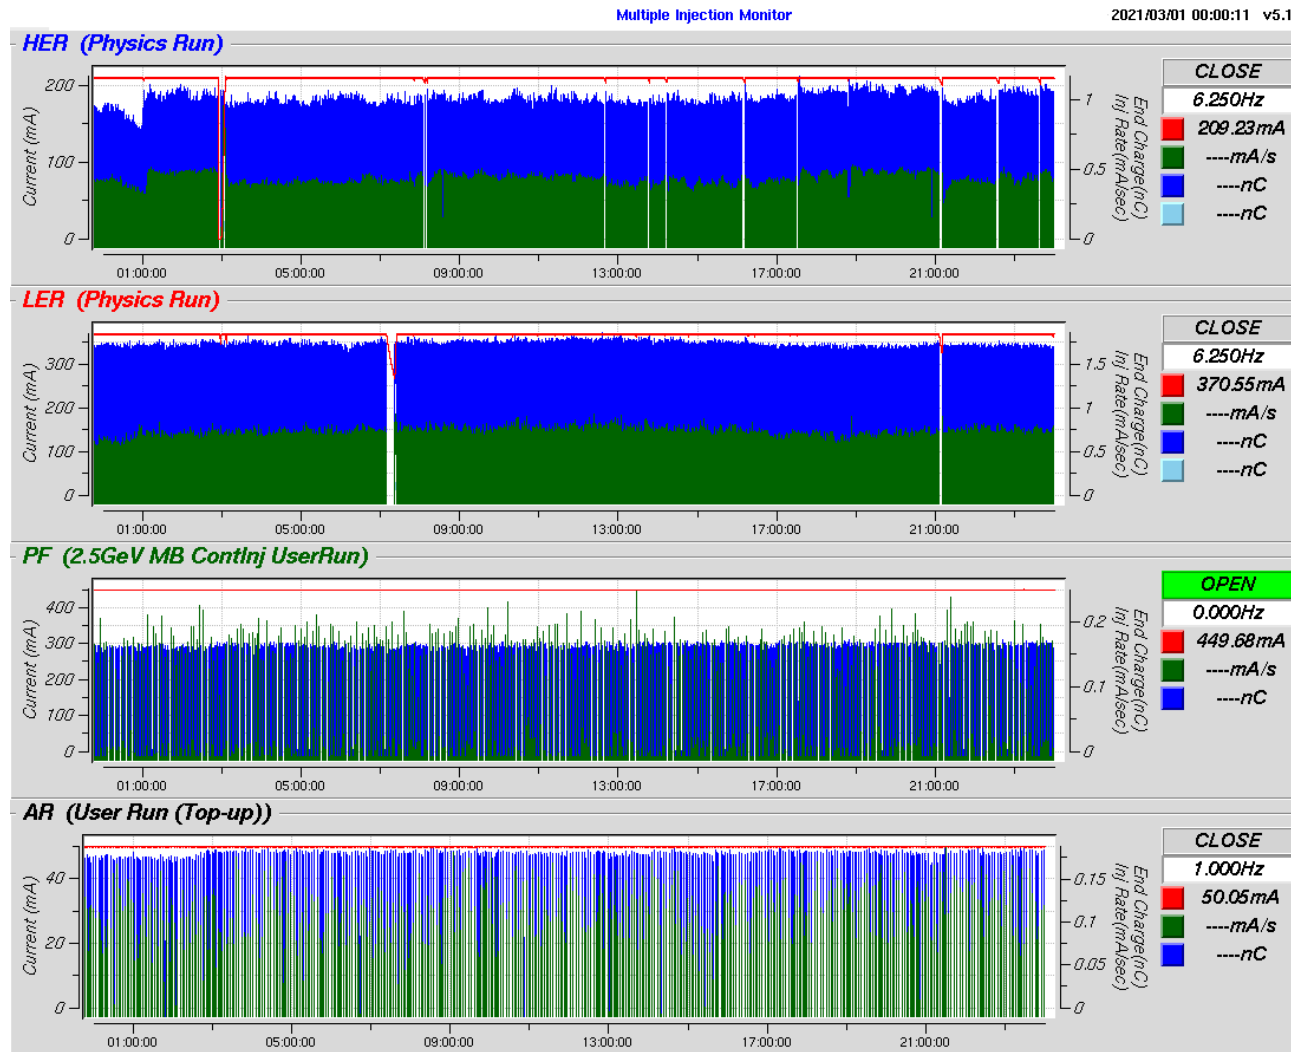 Multiple Injection Monitor
2021/03/01 00:00:11 v5.1
HER (Physics Run)
Current (mA)
200
100
0
1
0.5
0
End Charge(nC)
Inj Rate(mA/sec)
01:00:00 05:00:00 09:00:00 13:00:00 17:00:00 21:00:00
CLOSE
6.250Hz
209.23mA
----mA/s
----nC
----nC
LER (Physics Run)
Current (mA)
300
200
100
0
1.5
1
0.5
0
End Charge(nC)
Inj Rate(mA/sec)
01:00:00 05:00:00 09:00:00 13:00:00 17:00:00 21:00:00
CLOSE
6.250Hz
370.55mA
----mA/s
----nC
----nC
PF (2.5GeV MB ContInj UserRun)
Current (mA)
400
300
200
100
0
0.2
0.1
0
End Charge(nC)
Inj Rate(mA/sec)
01:00:00 05:00:00 09:00:00 13:00:00 17:00:00 21:00:00
OPEN
0.000Hz
449.68mA
----mA/s
----nC
AR (User Run (Top-up))
Current (mA)
40
20
0
0.15
0.1
0.05
0
End Charge(nC)
Inj Rate(mA/sec)
01:00:00 05:00:00 09:00:00 13:00:00 17:00:00 21:00:00
CLOSE
1.000Hz
50.05mA
----mA/s
----nC